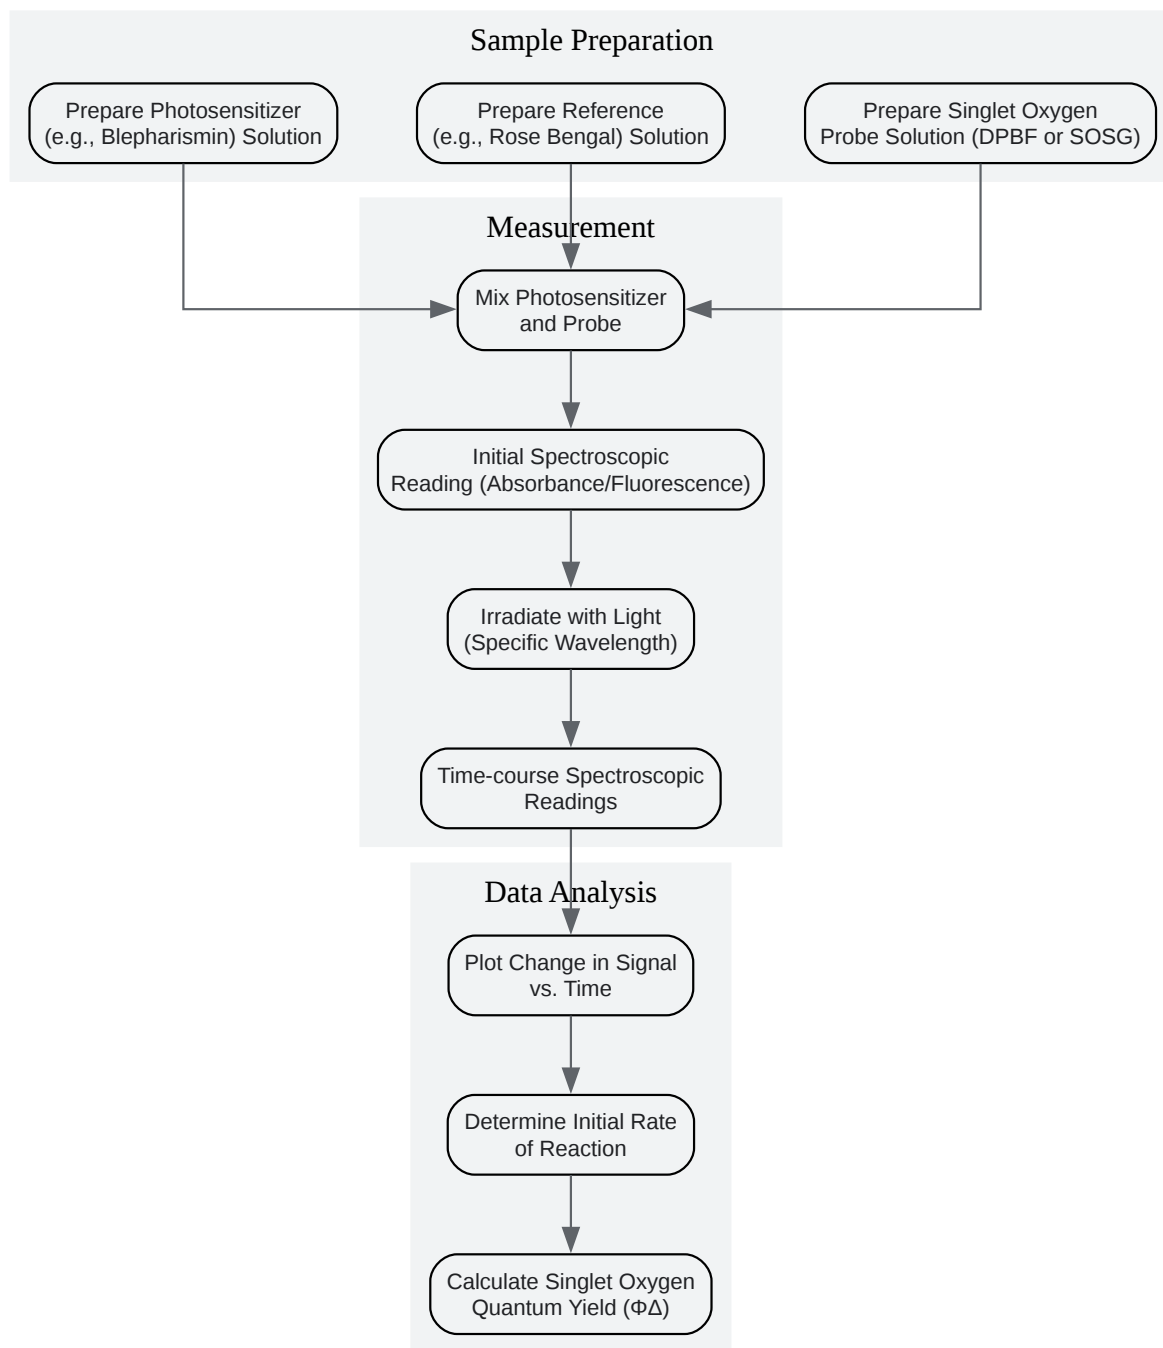 Sample Preparation
Prepare Photosensitizer
(e.g., Blepharismin) Solution
Prepare Reference
(e.g., Rose Bengal) Solution
Prepare Singlet Oxygen
Probe Solution (DPBF or SOSG)
Measurement
Mix Photosensitizer
and Probe
Initial Spectroscopic
Reading (Absorbance/Fluorescence)
Irradiate with Light
(Specific Wavelength)
Time-course Spectroscopic
Readings
Data Analysis
Plot Change in Signal
vs. Time
Determine Initial Rate
of Reaction
Calculate Singlet Oxygen
Quantum Yield (ΦΔ)